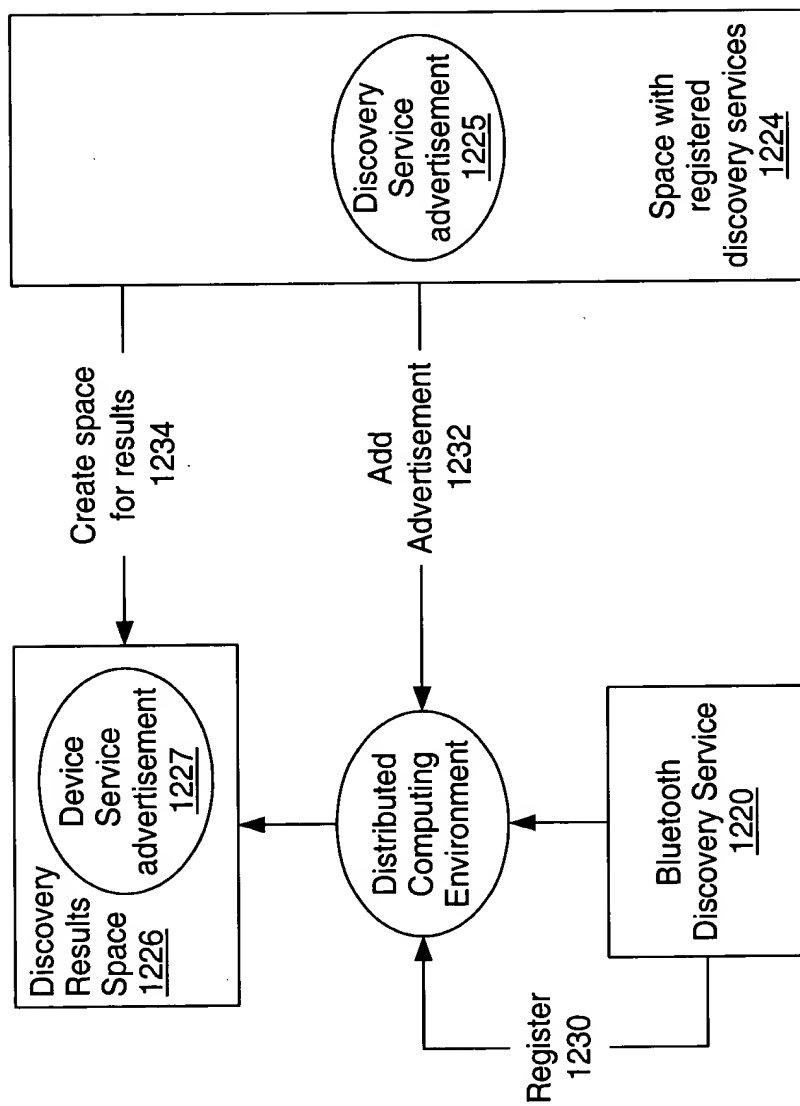 Discovery
Results
Space
1226
Device
Service
advertisement
1227
Create space
for results
1234
Discovery
Service
advertisement
1225
Distributed
Computing
Environment
Add
Advertisement
1232
Register
1230
Bluetooth
Discovery Service
1220
Space with
registered
discovery services
1224